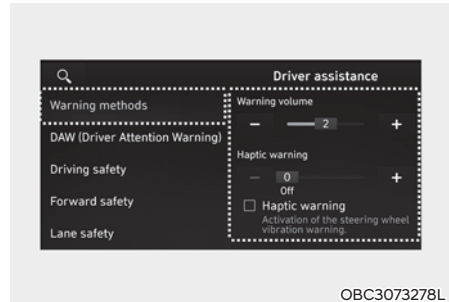 Driver assistance
Warning methods
DAW (Driver Attention Warning)
Driving safety
Forward safety
Lane safety
Warning volume
− 2 +
Haptic warning
− 0 +
Off
Haptic warning
Activation of the steering wheel
vibration warning.
OBC3073278L